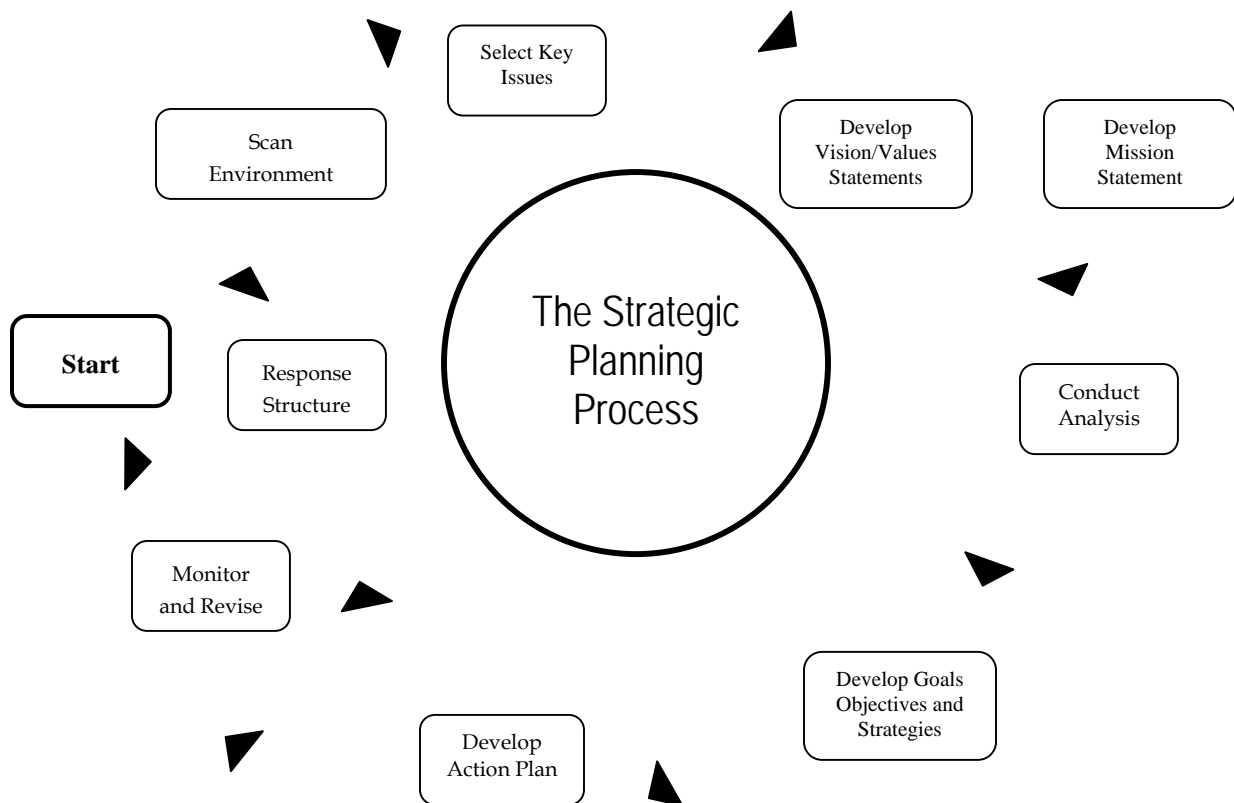 Select Key
Issues
Scan
Environment
Develop
Vision/Values
Statements
Develop
Mission
Statement
The Strategic
Planning
Process
Start
Response
Structure
Conduct
Analysis
Monitor
and Revise
Develop Goals
Objectives and
Strategies
Develop
Action Plan